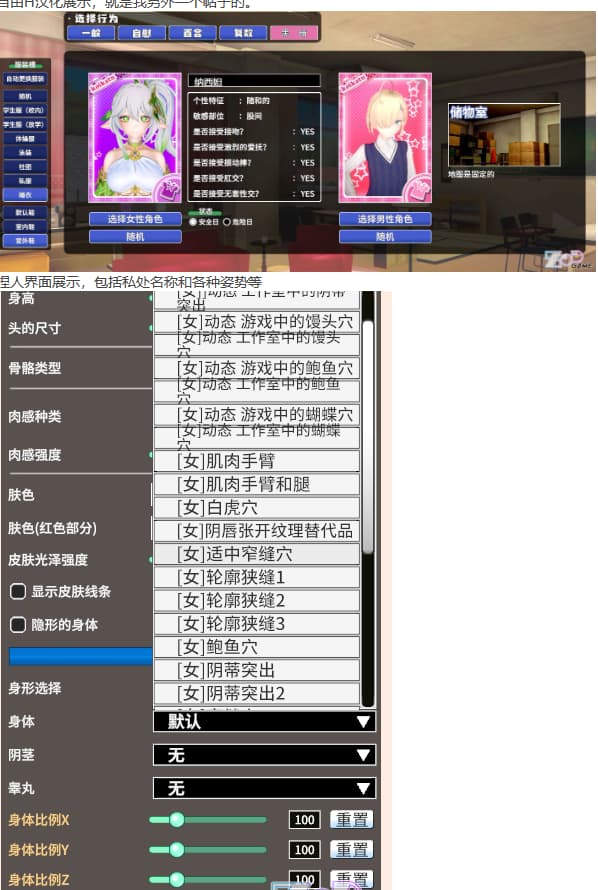 自由H汉化展示，就是我另外一个帖子的。
选择行为
一般
自慰
百合
复数
服装槽
自动更换服装
随机
学生服（校内）
学生服（放学）
体操服
泳装
社团
私服
睡衣
默认鞋
室内鞋
室外鞋
纳西妲
个性特征 ：随和的
敏感部位 ：股间
是否接受接吻? ：YES
是否接受激烈的爱抚? ：YES
是否接受振动棒? ：YES
是否接受肛交? ：YES
是否接受无套性交? ：YES
选择女性角色
随机
状态
安全日 危险日
选择男性角色
随机
储物室
地图是固定的
捏人界面展示，包括私处名称和各种姿势等
身高
头的尺寸
骨骼类型
肉感种类
肉感强度
肤色
肤色(红色部分)
皮肤光泽强度
显示皮肤线条
隐形的身体
身形选择
[女]动态 工作室中的阴蒂
突出
[女]动态 游戏中的馒头穴
[女]动态 工作室中的馒头
穴
[女]动态 游戏中的鲍鱼穴
[女]动态 工作室中的鲍鱼
穴
[女]动态 游戏中的蝴蝶穴
[女]动态 工作室中的蝴蝶
穴
[女]肌肉手臂
[女]肌肉手臂和腿
[女]白虎穴
[女]阴唇张开纹理替代品
[女]适中窄缝穴
[女]轮廓狭缝1
[女]轮廓狭缝2
[女]轮廓狭缝3
[女]鲍鱼穴
[女]阴蒂突出
[女]阴蒂突出2
身体 默认
阴茎 无
睾丸 无
身体比例X 100 重置
身体比例Y 100 重置
身体比例Z 100 重置